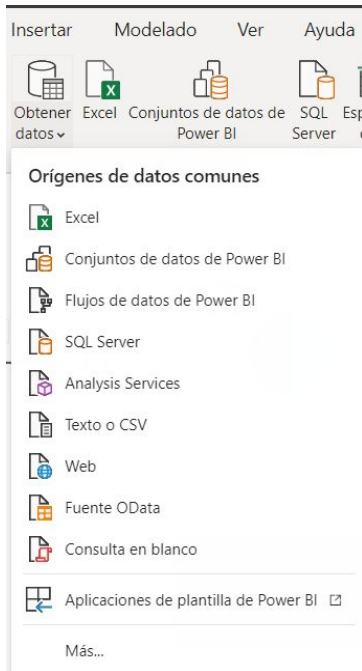 Insertar Modelado Ver Ayuda
Obtener datos Excel Conjuntos de datos de Power BI SQL Server
Orígenes de datos comunes
Excel
Conjuntos de datos de Power BI
Flujos de datos de Power BI
SQL Server
Analysis Services
Texto o CSV
Web
Fuente OData
Consulta en blanco
Aplicaciones de plantilla de Power BI
Más...